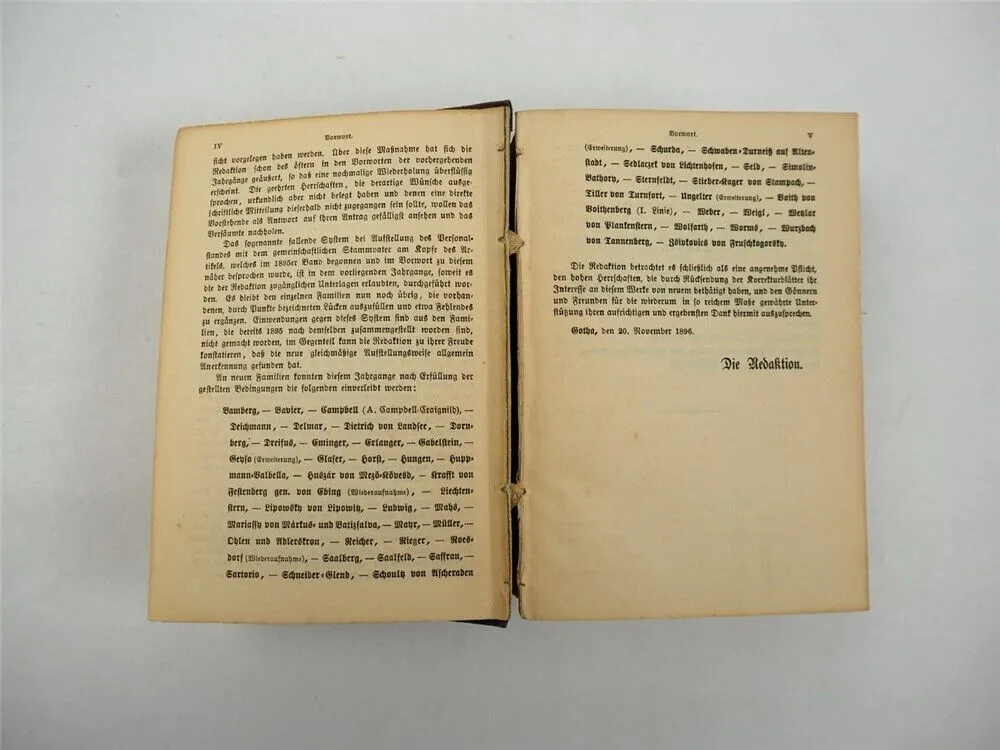 IV
Vorwort.
sicht vorgelegen haben werden. Über diese Maßnahme hat sich die
Redaktion schon des öftern in den Vorworten der vorhergehenden
Jahrgänge geäußert, so daß eine nochmalige Wiederholung überflüssig
erscheint. Die geehrten Herrschaften, die derartige Wünsche ausge-
sprochen, urkundlich aber nicht belegt haben und denen eine direkte
schriftliche Mitteilung dieserhalb nicht zugegangen sein sollte, wollen das
Vorstehende als Antwort auf ihren Antrag gefälligst ansehen und das
Versäumte nachholen.
Das sogenannte fallende System bei Aufstellung des Personal-
standes mit dem gemeinschaftlichen Stammvater am Kopfe des Ar-
tikels, welches im 1895er Band begonnen und im Vorwort zu diesem
näher besprochen wurde, ist in dem vorliegenden Jahrgange, soweit es
die der Redaktion zugänglichen Unterlagen erlaubten, durchgeführt wor-
den. Es bleibt den einzelnen Familien nun noch übrig, die vorhan-
denen, durch Punkte bezeichneten Lücken auszufüllen und etwa Fehlendes
zu ergänzen. Einwendungen gegen dieses System sind aus den Fami-
lien, die bereits 1895 nach demselben zusammengestellt worden sind,
nicht gemacht worden, im Gegenteil kann die Redaktion zu ihrer Freude
konstatieren, daß die neue gleichmäßige Aufstellungsweise allgemein
Anerkennung gefunden hat.
An neuen Familien konnten diesem Jahrgange nach Erfüllung der
gestellten Bedingungen die folgenden einverleibt werden:
Bamberg, — Bavier, — Campbell (A. Campbell-Craignish), —
Deichmann, — Delmar, — Dietrich von Landsee, — Dorn-
berg, — Dreifus, — Eminger, — Erlanger, — Gabelstein, —
Geyso (Erweiterung), — Glaser, — Horst, — Hungen, — Hupp-
mann-Valbella, — Huszár von Mezö-Kövesd, — Krafft von
Festenberg gen. von Ebing (Wiederaufnahme), — Liechten-
stern, — Lipowsky von Lipowitz, — Ludwig, — Mahs, —
Mariassy von Márkus- und Batizfalva, — Mayr, — Müller, —
Ohlen und Adlerskron, — Reicher, — Rieger, — Roes-
dorf (Wiederaufnahme), — Saalberg, — Saalfeld, — Saffran, —
Sartorio, — Schneider-Glend, — Schoultz von Ascheraden
Vorwort.
V
(Erweiterung), — Schurda, — Schwaben-Durneiß auf Alten-
stadt, — Sedlaczek von Lichtenhofen, — Seld, — Simolin-
Bathory, — Sternfeldt, — Stieber-Kager von Stampach, —
Tiller von Turnfort, — Ungelter (Erweiterung), — Voith von
Voithenberg (I. Linie), — Weber, — Weigl, — Wetzlar
von Plankenstern, — Wolfarth, — Worms, — Wurzbach
von Tannenberg, — Zsivkovics von Fruschkogorsky.
Die Redaktion betrachtet es schließlich als eine angenehme Pflicht,
den hohen Herrschaften, die durch Rücksendung der Korrekturblätter ihr
Interesse an diesem Werke von neuem bethätigt haben, und den Gönnern
und Freunden für die wiederum in so reichem Maße gewährte Unter-
stützung ihren aufrichtigen und ergebensten Dank hiermit auszusprechen.
Gotha, den 20. November 1896.
Die Redaktion.